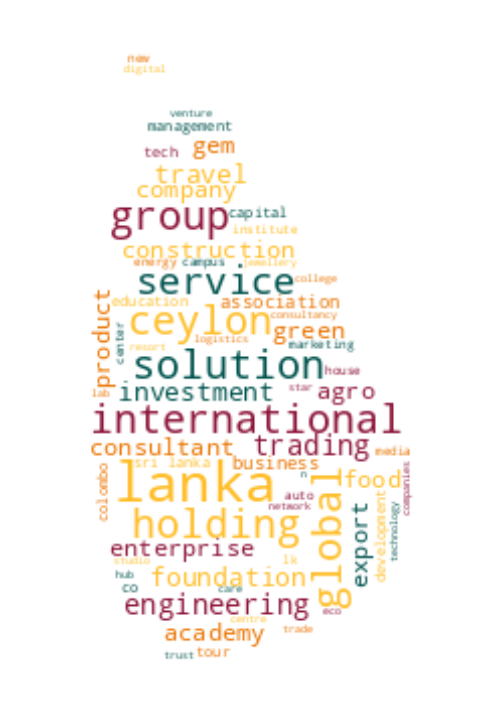 new
digital
venture
management
tech gem
travel
company
group capital
institute
construction
energy campus jewellery
service college
education association
product ceylon consultancy
center green
logistics marketing
resort
solution house
lab investment star agro
international
consultant trading media
sri lanka business
colombo lanka n food companies
auto
network
holding global export development technology
enterprise
studio lk
hub foundation
co care
engineering eco
centre
academy trade
trust tour